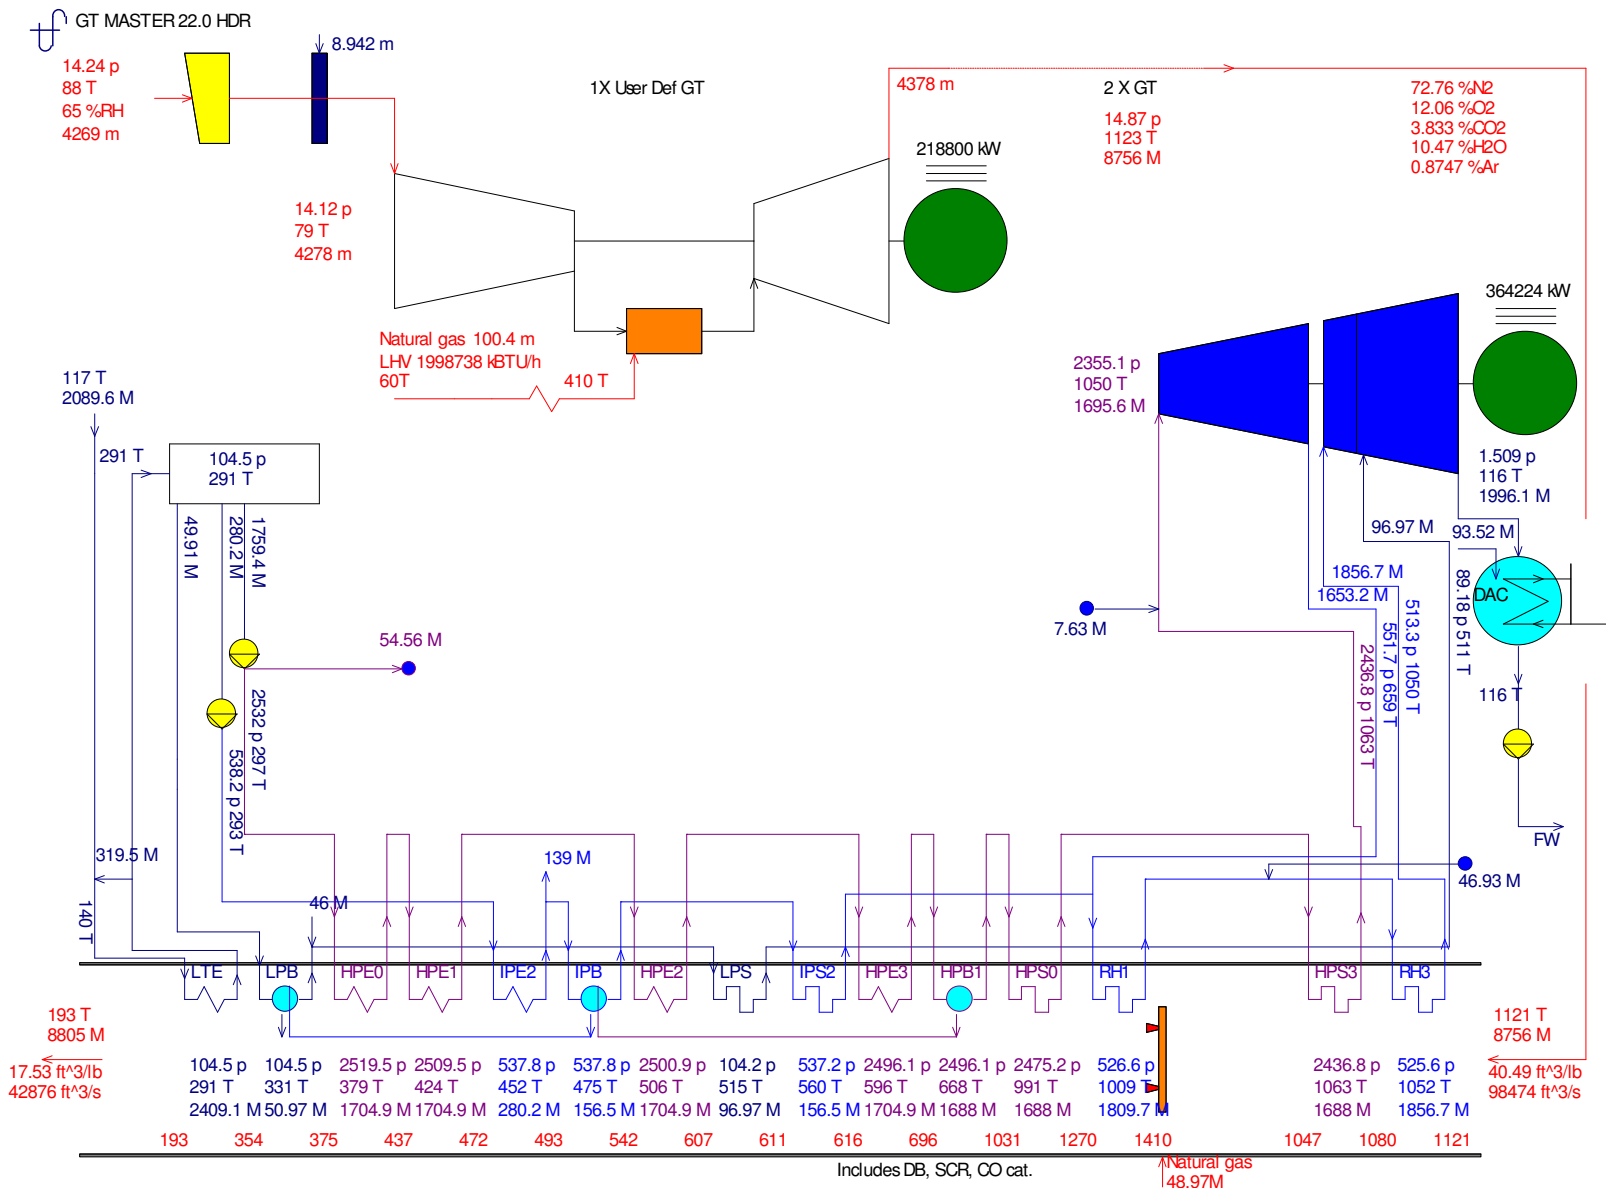 GT MASTER 22.0 HDR
14.24 p
88 T
65 %RH
4269 m
8.942 m
1X User Def GT
4378 m
2 X GT
14.87 p
1123 T
8756 M
72.76 %N2
12.06 %O2
3.833 %CO2
10.47 %H2O
0.8747 %Ar
218800 kW
14.12 p
79 T
4278 m
Natural gas 100.4 m
LHV 1998738 kBTU/h
60T
410 T
364224 kW
2355.1 p
1050 T
1695.6 M
117 T
2089.6 M
291 T
104.5 p
291 T
1.509 p
116 T
1996.1 M
49.91 M
280.2 M
1759.4 M
96.97 M
93.52 M
1856.7 M
1653.2 M
DAC
7.63 M
54.56 M
2532 p 297 T
538.2 p 293T
2436.8 p 1063 T
551.7 p 659 T
513.3 p 1050 T
89.18 p 511 T
116 T
FW
319.5 M
140 T
46 M
139 M
46.93 M
LTE
LPB
HPE0
HPE1
IPE2
IPB
HPE2
LPS
IPS2
HPE3
HPB1
HPS0
RH1
HPS3
RH3
193 T
8805 M
17.53 ft^3/lb
42876 ft^3/s
104.5 p
291 T
2409.1 M
104.5 p
331 T
50.97 M
2519.5 p
379 T
1704.9 M
2509.5 p
424 T
1704.9 M
537.8 p
452 T
280.2 M
537.8 p
475 T
156.5 M
2500.9 p
506 T
1704.9 M
104.2 p
515 T
96.97 M
537.2 p
560 T
156.5 M
2496.1 p
596 T
1704.9 M
2496.1 p
668 T
1688 M
2475.2 p
991 T
1688 M
526.6 p
1009 T
1809.7 M
2436.8 p
1063 T
1688 M
525.6 p
1052 T
1856.7 M
1121 T
8756 M
40.49 ft^3/lb
98474 ft^3/s
193 354 375 437 472 493 542 607 611 616 696 1031 1270 1410 1047 1080 1121
Includes DB, SCR, CO cat.
Natural gas
48.97M